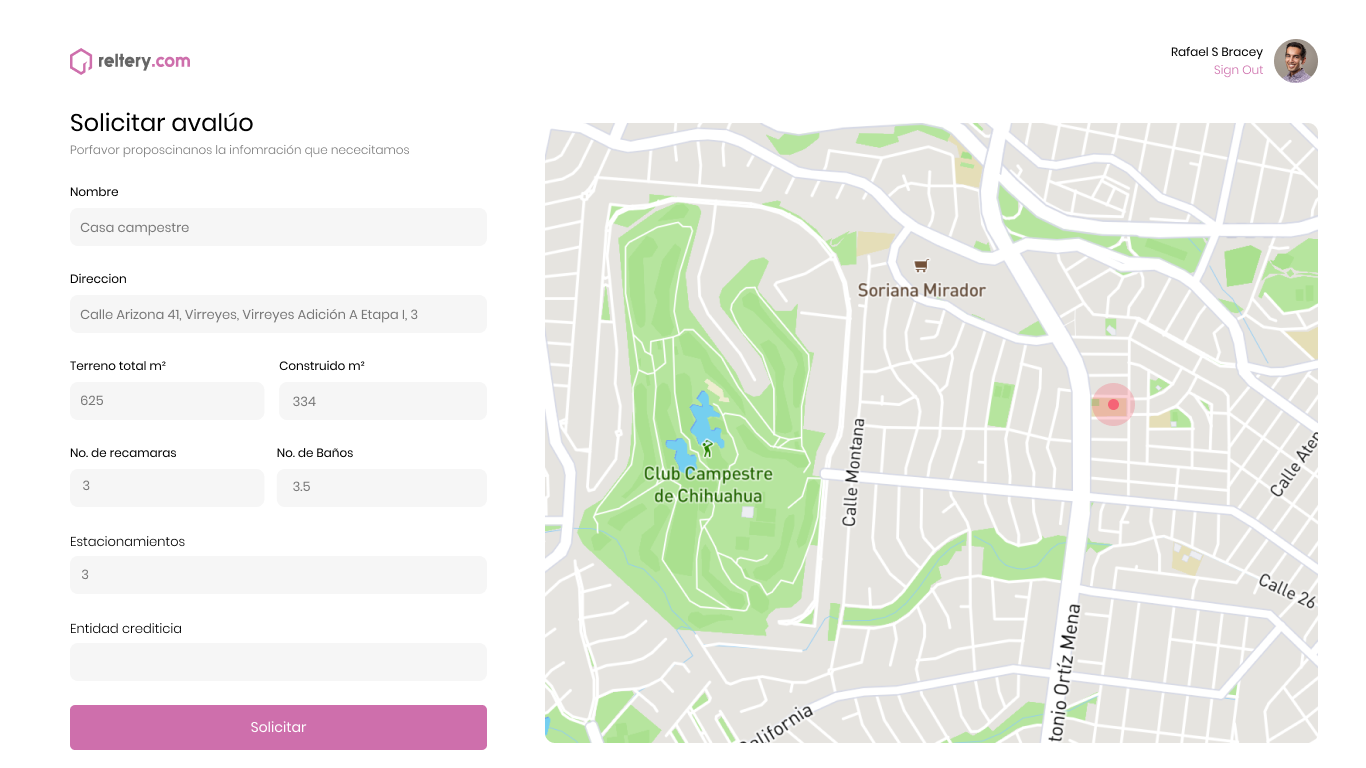 reltery.com
Rafael S Bracey
Sign Out
Solicitar avalúo
Porfavor proposcinanos la infomración que nececitamos
Nombre
Casa campestre
Direccion
Calle Arizona 41, Virreyes, Virreyes Adición A Etapa I, 3
Terreno total m²
Construido m²
625
334
No. de recamaras
No. de Baños
3
3.5
Estacionamientos
3
Entidad crediticia
Solicitar
Soriana Mirador
Club Campestre
de Chihuahua
Calle Montana
Calle Aten
Calle 26
tonio Ortíz Mena
California